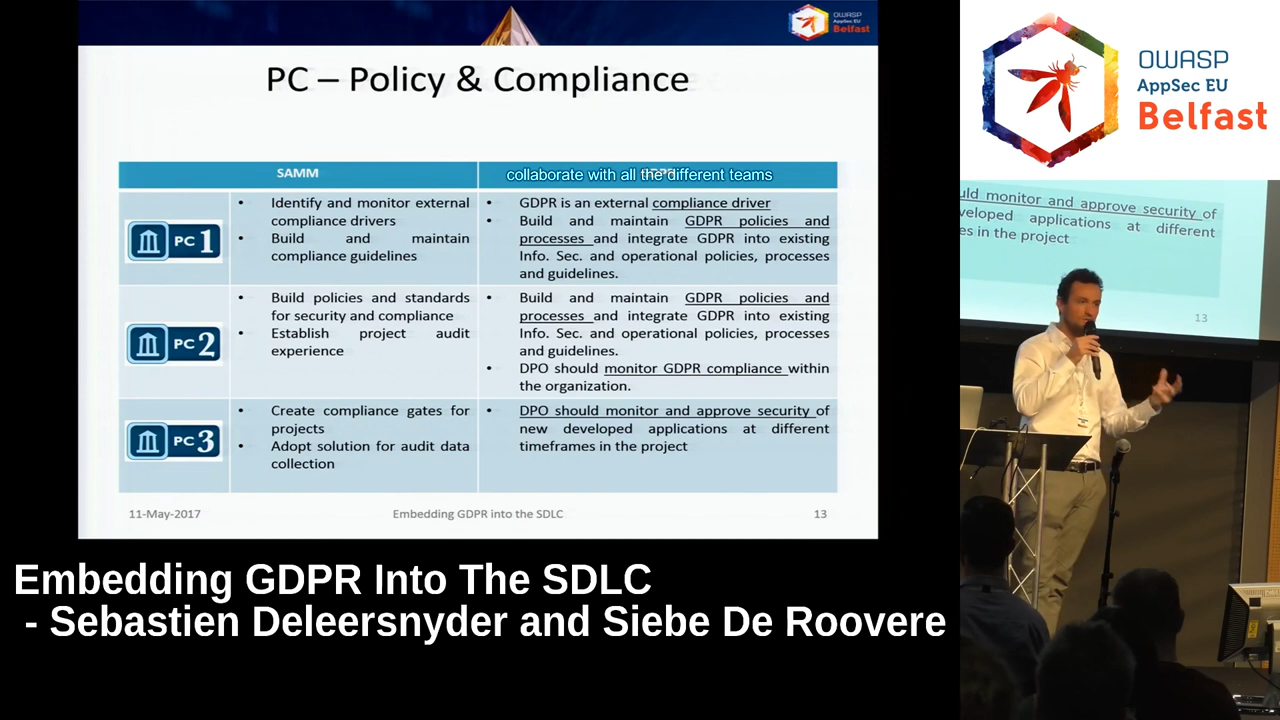 OWASP
AppSec EU
Belfast
PC – Policy & Compliance
SAMM
collaborate with all the different teams
PC 1
• Identify and monitor external
compliance drivers
• Build and maintain
compliance guidelines
• GDPR is an external compliance driver
• Build and maintain GDPR policies and
processes and integrate GDPR into existing
Info. Sec. and operational policies, processes
and guidelines.
PC 2
• Build policies and standards
for security and compliance
• Establish project audit
experience
• Build and maintain GDPR policies and
processes and integrate GDPR into existing
Info. Sec. and operational policies, processes
and guidelines.
• DPO should monitor GDPR compliance within
the organization.
PC 3
• Create compliance gates for
projects
• Adopt solution for audit data
collection
• DPO should monitor and approve security of
new developed applications at different
timeframes in the project
11-May-2017
Embedding GDPR into the SDLC
13
Embedding GDPR Into The SDLC
- Sebastien Deleersnyder and Siebe De Roovere
OWASP
AppSec EU
Belfast
uld monitor and approve security of
veloped applications at different
es in the project
13